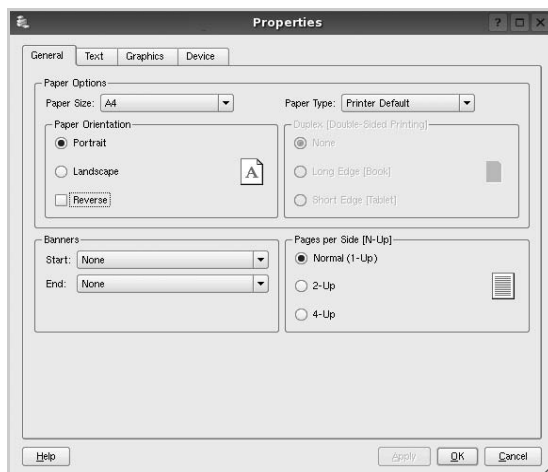 Properties
General Text Graphics Device
Paper Options
Paper Size: A4 Paper Type: Printer Default
Paper Orientation
Portrait
Landscape
Reverse
A
Duplex [Double-Sided Printing]
None
Long Edge [Book]
Short Edge [Tablet]
Banners
Start: None
End: None
Pages per Side [N-Up]
Normal (1-Up)
2-Up
4-Up
Help Apply OK Cancel